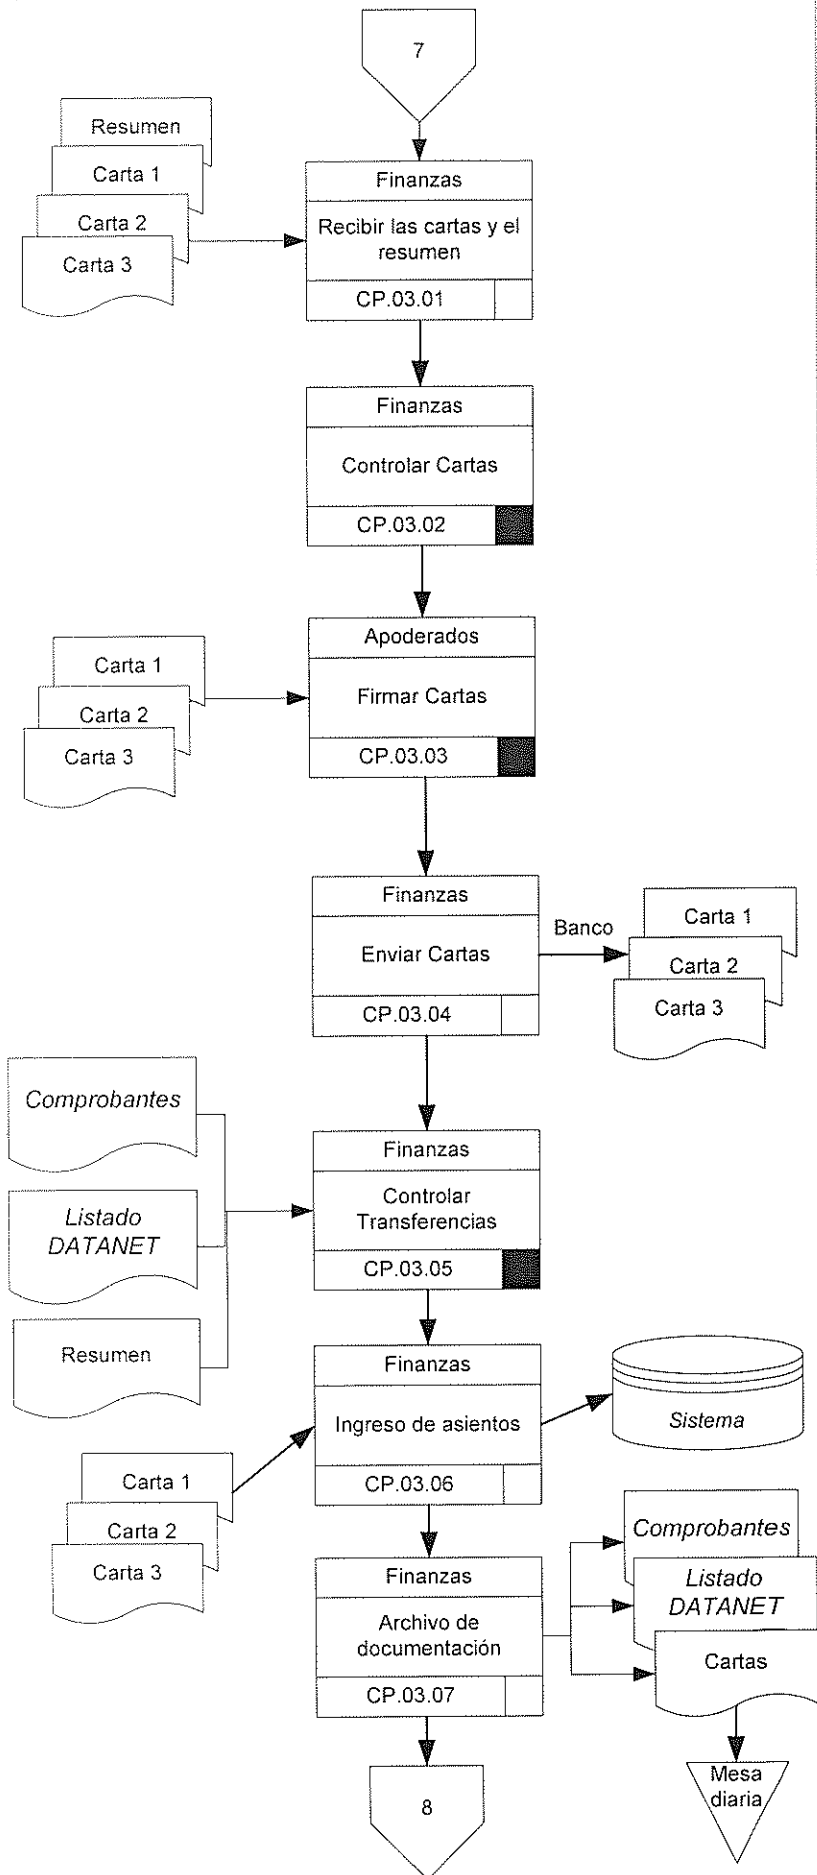 7
Resumen
Carta 1
Carta 2
Carta 3
Finanzas
Recibir las cartas y el
resumen
CP.03.01
Finanzas
Controlar Cartas
CP.03.02
Carta 1
Carta 2
Carta 3
Apoderados
Firmar Cartas
CP.03.03
Finanzas
Enviar Cartas
CP.03.04
Banco
Carta 1
Carta 2
Carta 3
Comprobantes
Listado
DATANET
Resumen
Finanzas
Controlar
Transferencias
CP.03.05
Carta 1
Carta 2
Carta 3
Finanzas
Ingreso de asientos
CP.03.06
Sistema
Finanzas
Archivo de
documentación
CP.03.07
Comprobantes
Listado
DATANET
Cartas
Mesa
diaria
8